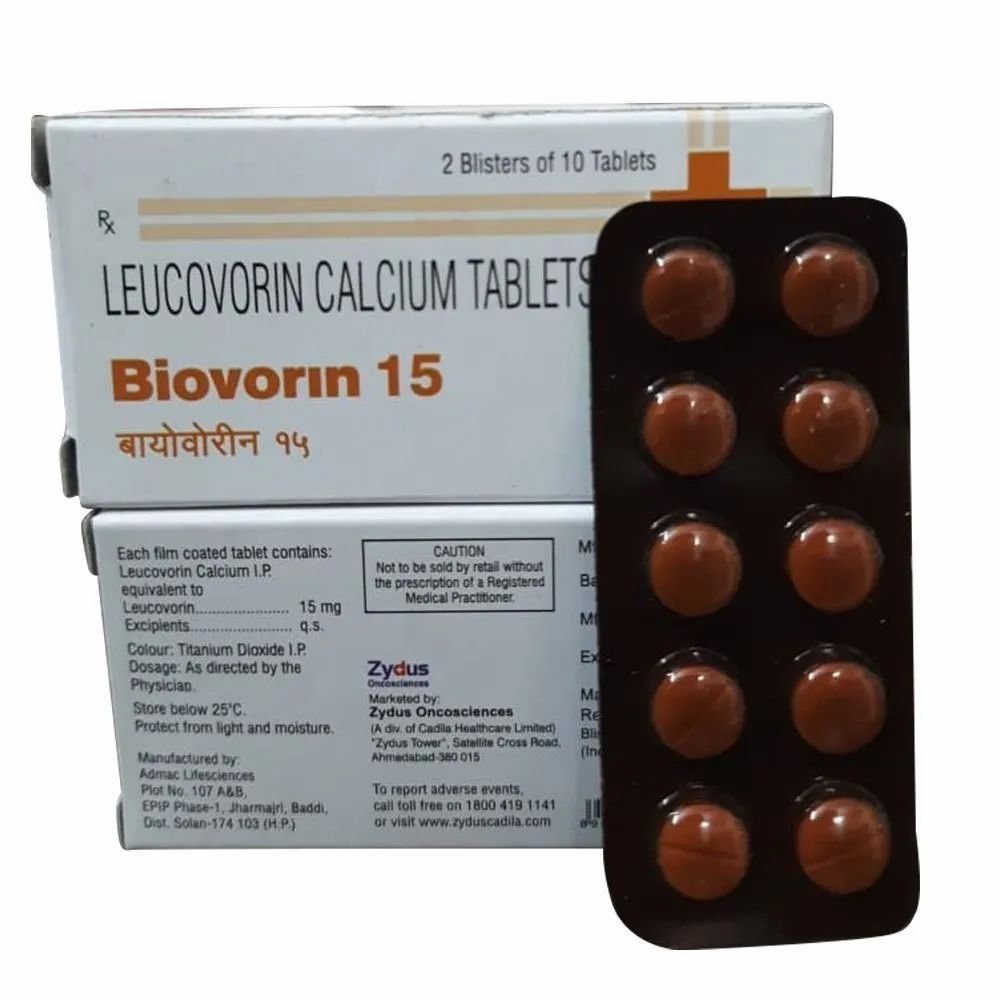 2 Blisters of 10 Tablets
Rx
LEUCOVORIN CALCIUM TABLETS
Biovorin 15
बायोवोरीन १५
Each film coated tablet contains:
Leucovorin Calcium I.P.
equivalent to
Leucovorin..................... 15 mg
Excipients....................... q.s.
Colour: Titanium Dioxide I.P.
Dosage: As directed by the
Physician.
Store below 25°C.
Protect from light and moisture.
Manufactured by:
Admac Lifesciences
Plot No. 107 A&B,
EPIP Phase-1, Jharmajri, Baddi,
Dist. Solan-174 103 (H.P.)
CAUTION
Not to be sold by retail without
the prescription of a Registered
Medical Practitioner.
Zydus
Oncosciences
Marketed by:
Zydus Oncosciences
(A div. of Cadila Healthcare Limited)
"Zydus Tower", Satellite Cross Road,
Ahmedabad-380 015
To report adverse events,
call toll free on 1800 419 1141
or visit www.zyduscadila.com